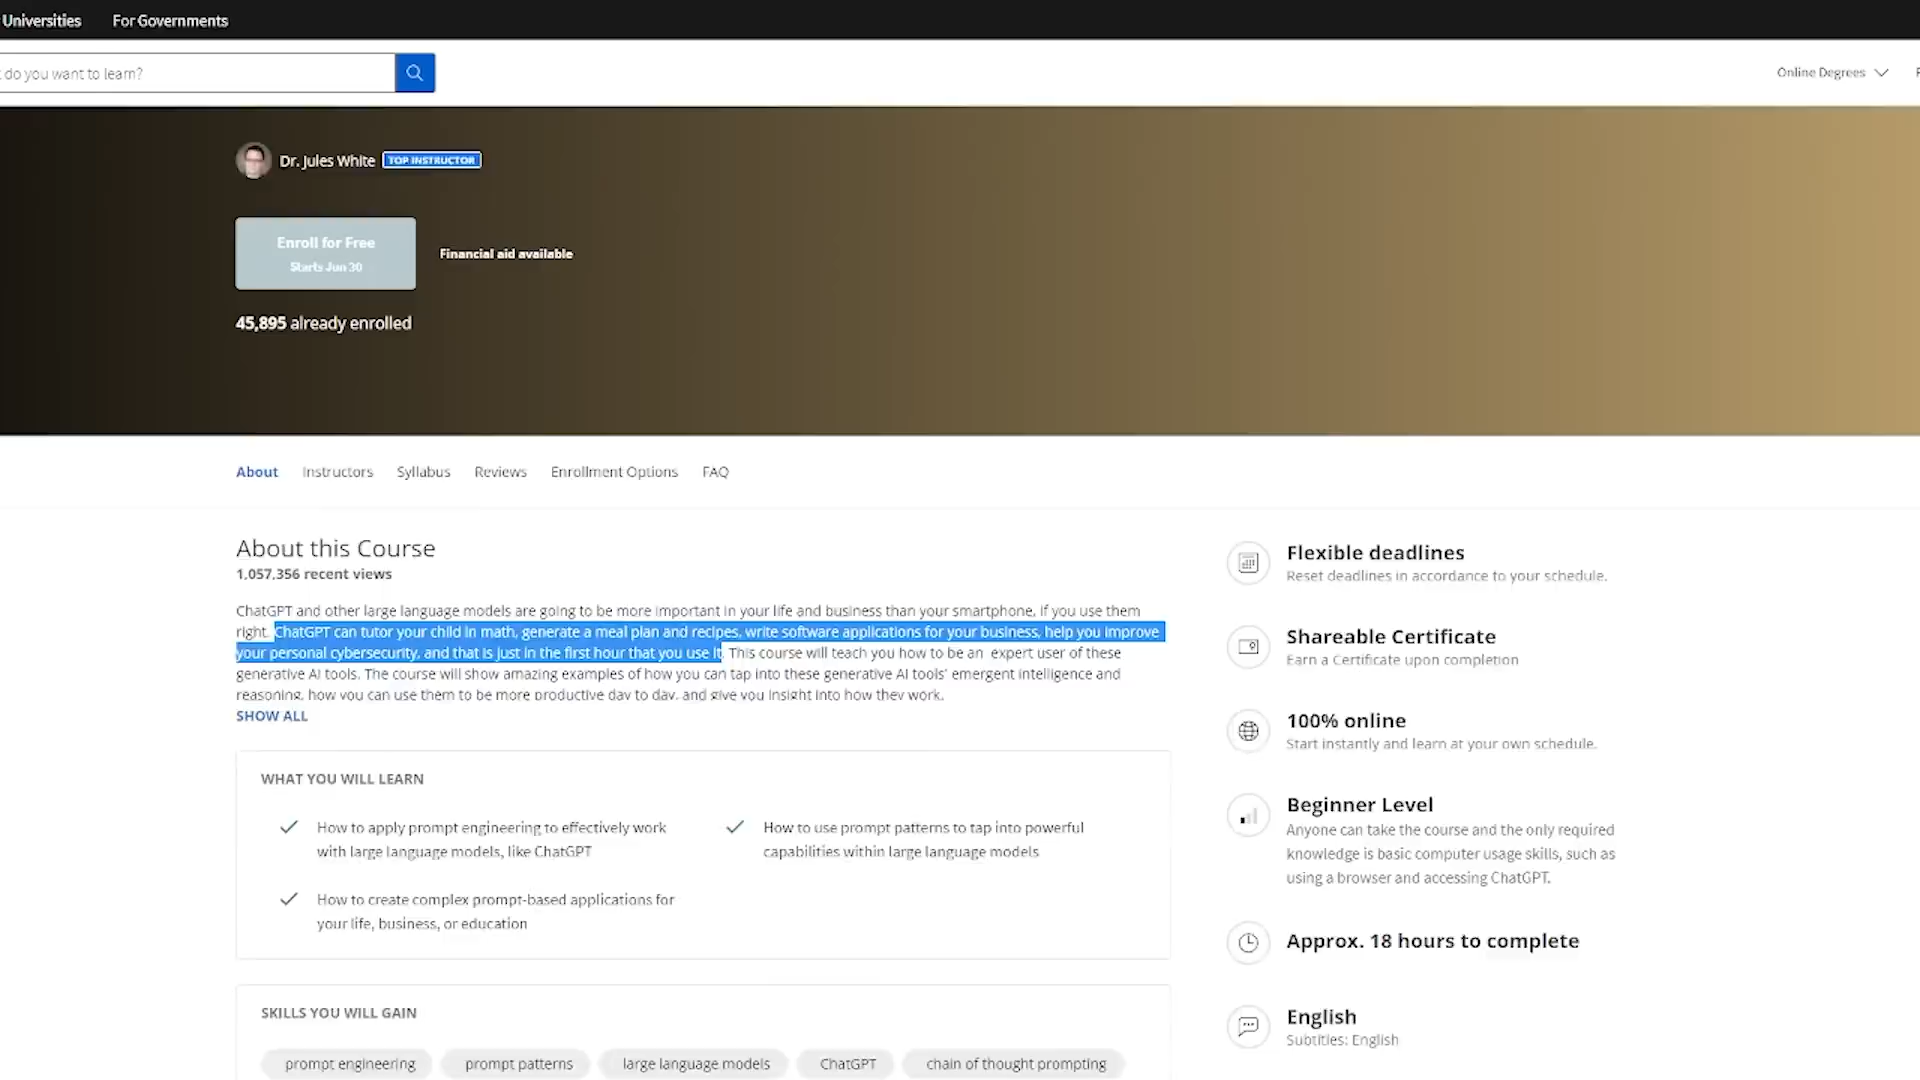 Universities For Governments
do you want to learn?
Online Degrees
Dr. Jules White TOP INSTRUCTOR
Enroll for Free
Starts Jun 30
Financial aid available
45,895 already enrolled
About Instructors Syllabus Reviews Enrollment Options FAQ
About this Course
1,057,356 recent views
ChatGPT and other large language models are going to be more important in your life and business than your smartphone, if you use them
right. ChatGPT can tutor your child in math, generate a meal plan and recipes, write software applications for your business, help you improve
your personal cybersecurity, and that is just in the first hour that you use it. This course will teach you how to be an expert user of these
generative AI tools. The course will show amazing examples of how you can tap into these generative AI tools' emergent intelligence and
reasoning, how you can use them to be more productive day to day, and give you insight into how they work.
SHOW ALL
WHAT YOU WILL LEARN
How to apply prompt engineering to effectively work
with large language models, like ChatGPT
How to use prompt patterns to tap into powerful
capabilities within large language models
How to create complex prompt-based applications for
your life, business, or education
SKILLS YOU WILL GAIN
prompt engineering prompt patterns large language models ChatGPT chain of thought prompting
Flexible deadlines
Reset deadlines in accordance to your schedule.
Shareable Certificate
Earn a Certificate upon completion
100% online
Start instantly and learn at your own schedule.
Beginner Level
Anyone can take the course and the only required
knowledge is basic computer usage skills, such as
using a browser and accessing ChatGPT.
Approx. 18 hours to complete
English
Subtitles: English